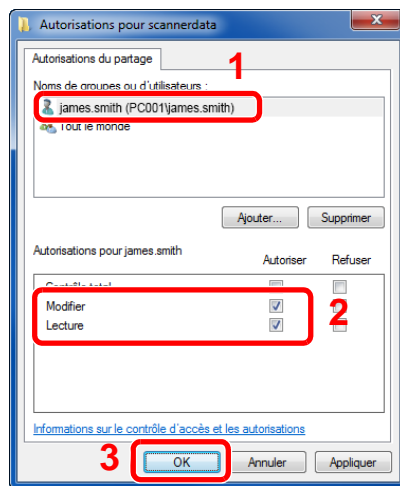 Autorisations pour scannerdata
Autorisations du partage
1
Noms de groupes ou d'utilisateurs :
james.smith (PC001\james.smith)
Tout le monde
Ajouter... Supprimer
Autorisations pour james.smith Autoriser Refuser
Contrôle total
Modifier
Lecture
2
Informations sur le contrôle d'accès et les autorisations
3
OK Annuler Appliquer